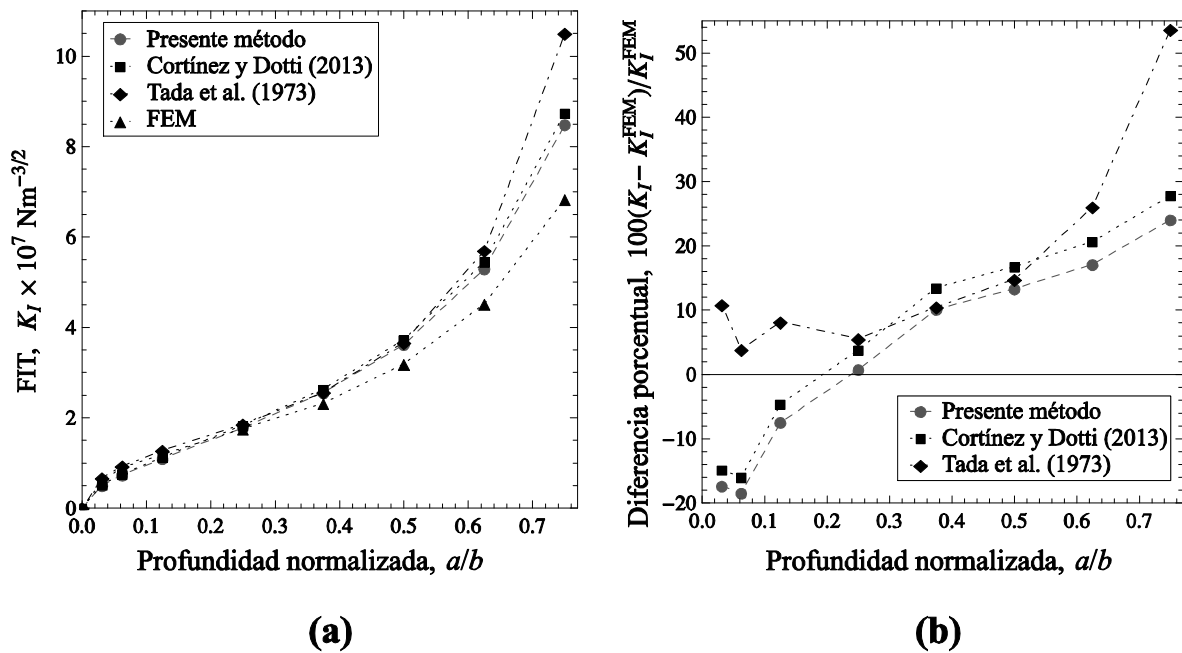 Presente método
Cortínez y Dotti (2013)
Tada et al. (1973)
FEM
FIT, K_I × 10^7 Nm^−3/2
10
8
6
4
2
0
0.0 0.1 0.2 0.3 0.4 0.5 0.6 0.7
Profundidad normalizada, a/b
(a)
Diferencia porcentual, 100(K_I − K_I^FEM)/K_I^FEM
50
40
30
20
10
0
−10
−20
Presente método
Cortínez y Dotti (2013)
Tada et al. (1973)
0.0 0.1 0.2 0.3 0.4 0.5 0.6 0.7
Profundidad normalizada, a/b
(b)